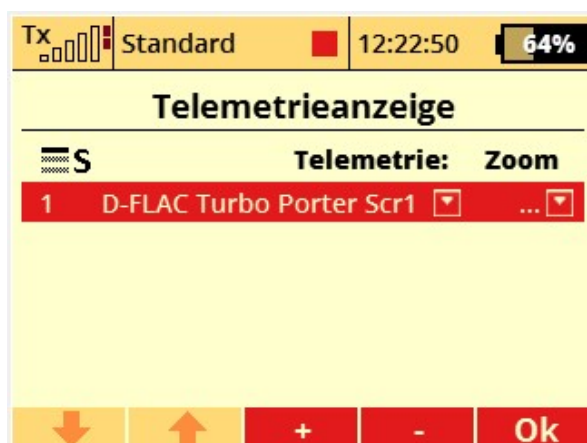 Tx Standard 12:22:50 64%
Telemetrieanzeige
S Telemetrie: Zoom
1 D-FLAC Turbo Porter Scr1 ...
+ - Ok